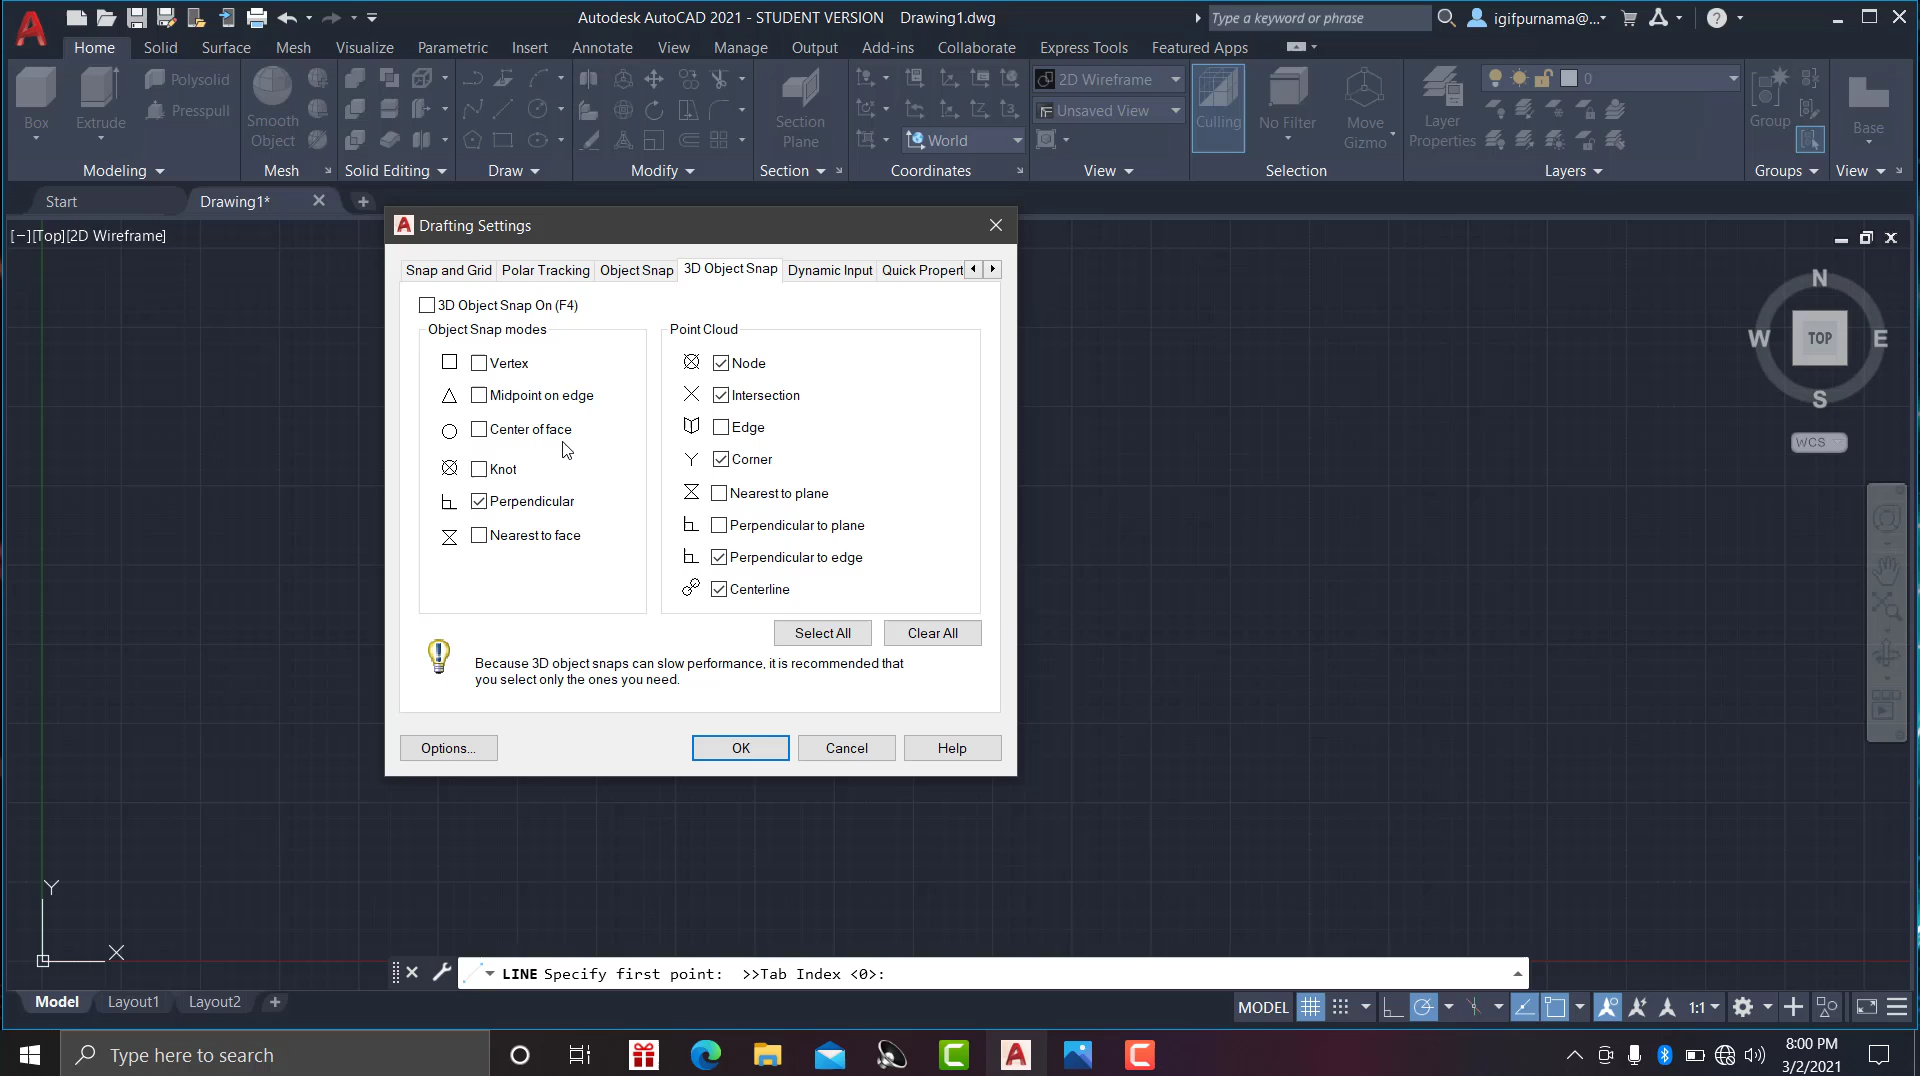 Autodesk AutoCAD 2021 - STUDENT VERSION Drawing1.dwg
Type a keyword or phrase
igifpurnama@...
Home Solid Surface Mesh Visualize Parametric Insert Annotate View Manage Output Add-ins Collaborate Express Tools Featured Apps
Box
Extrude
Polysolid
Presspull
Smooth Object
Section Plane
World
2D Wireframe
Unsaved View
Culling
No Filter
Move Gizmo
Layer Properties
0
Group
Base
Modeling Mesh Solid Editing Draw Modify Section Coordinates View Selection Layers Groups View
Start
Drawing1*
[−][Top][2D Wireframe]
Drafting Settings
Snap and Grid Polar Tracking Object Snap 3D Object Snap Dynamic Input Quick Propert
3D Object Snap On (F4)
Object Snap modes
Vertex
Midpoint on edge
Center of face
Knot
Perpendicular
Nearest to face
Point Cloud
Node
Intersection
Edge
Corner
Nearest to plane
Perpendicular to plane
Perpendicular to edge
Centerline
Select All
Clear All
Because 3D object snaps can slow performance, it is recommended that
you select only the ones you need.
Options...
OK
Cancel
Help
N
W
TOP
E
S
WCS
Y
X
LINE Specify first point: >>Tab Index <0>:
Model Layout1 Layout2
MODEL
1:1
Type here to search
8:00 PM
3/2/2021